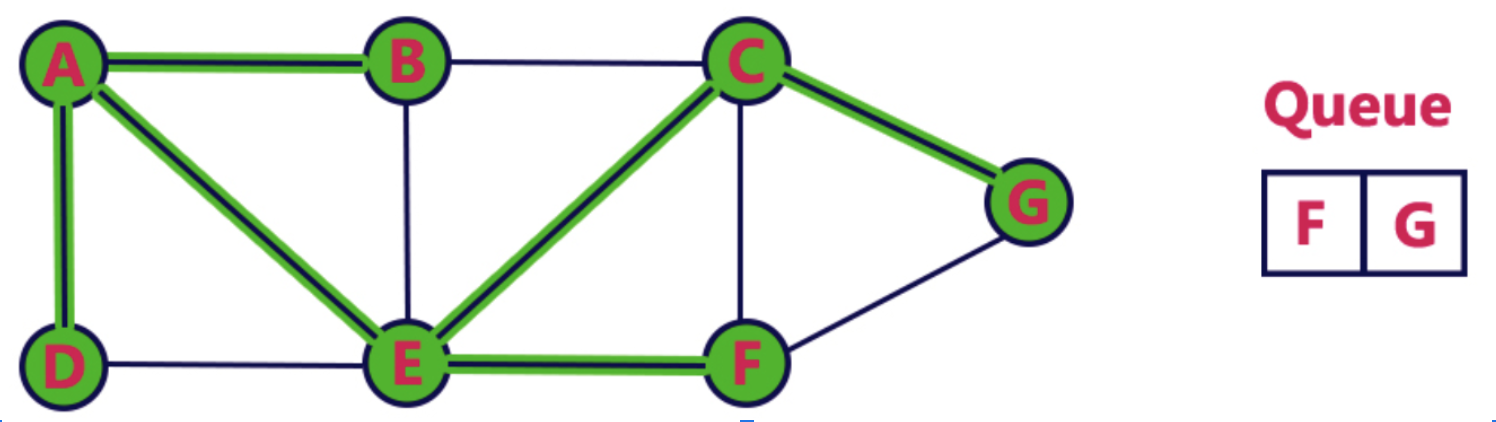 A B C
G
D E F
Queue
F G